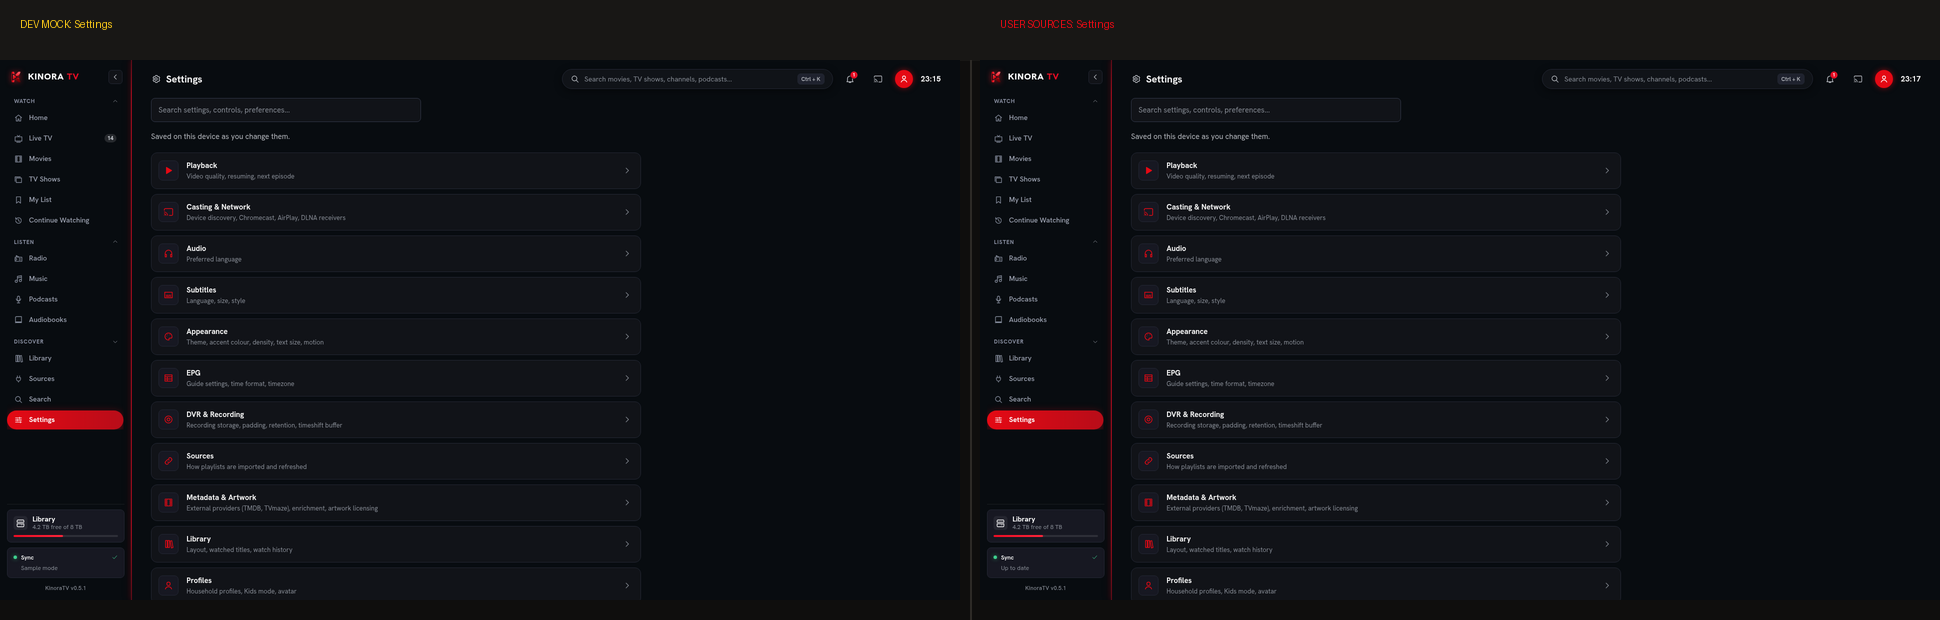 DEV MOCK: Settings
KINORA TV
WATCH
Home
Live TV 14
Movies
TV Shows
My List
Continue Watching
LISTEN
Radio
Music
Podcasts
Audiobooks
DISCOVER
Library
Sources
Search
Settings
Library
4.2 TB free of 8 TB
Sync
Sample mode
KinoraTV v0.5.1
Settings
Search movies, TV shows, channels, podcasts... Ctrl + K 1 23:15
Search settings, controls, preferences...
Saved on this device as you change them.
Playback
Video quality, resuming, next episode
Casting & Network
Device discovery, Chromecast, AirPlay, DLNA receivers
Audio
Preferred language
Subtitles
Language, size, style
Appearance
Theme, accent colour, density, text size, motion
EPG
Guide settings, time format, timezone
DVR & Recording
Recording storage, padding, retention, timeshift buffer
Sources
How playlists are imported and refreshed
Metadata & Artwork
External providers (TMDB, TVmaze), enrichment, artwork licensing
Library
Layout, watched titles, watch history
Profiles
Household profiles, Kids mode, avatar
USER SOURCES: Settings
KINORA TV
WATCH
Home
Live TV
Movies
TV Shows
My List
Continue Watching
LISTEN
Radio
Music
Podcasts
Audiobooks
DISCOVER
Library
Sources
Search
Settings
Library
4.2 TB free of 8 TB
Sync
Up to date
KinoraTV v0.5.1
Settings
Search movies, TV shows, channels, podcasts... Ctrl + K 1 23:17
Search settings, controls, preferences...
Saved on this device as you change them.
Playback
Video quality, resuming, next episode
Casting & Network
Device discovery, Chromecast, AirPlay, DLNA receivers
Audio
Preferred language
Subtitles
Language, size, style
Appearance
Theme, accent colour, density, text size, motion
EPG
Guide settings, time format, timezone
DVR & Recording
Recording storage, padding, retention, timeshift buffer
Sources
How playlists are imported and refreshed
Metadata & Artwork
External providers (TMDB, TVmaze), enrichment, artwork licensing
Library
Layout, watched titles, watch history
Profiles
Household profiles, Kids mode, avatar